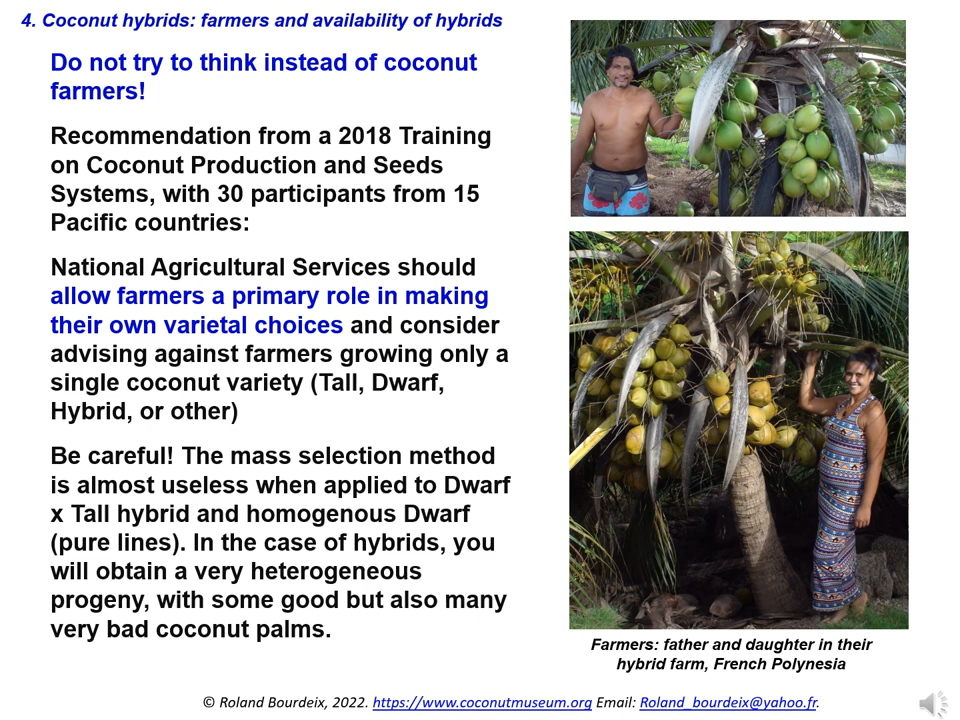 4. Coconut hybrids: farmers and availability of hybrids
Do not try to think instead of coconut
farmers!
Recommendation from a 2018 Training
on Coconut Production and Seeds
Systems, with 30 participants from 15
Pacific countries:
National Agricultural Services should
allow farmers a primary role in making
their own varietal choices and consider
advising against farmers growing only a
single coconut variety (Tall, Dwarf,
Hybrid, or other)
Be careful! The mass selection method
is almost useless when applied to Dwarf
x Tall hybrid and homogenous Dwarf
(pure lines). In the case of hybrids, you
will obtain a very heterogeneous
progeny, with some good but also many
very bad coconut palms.
Farmers: father and daughter in their
hybrid farm, French Polynesia
© Roland Bourdeix, 2022. https://www.coconutmuseum.org Email: Roland_bourdeix@yahoo.fr.